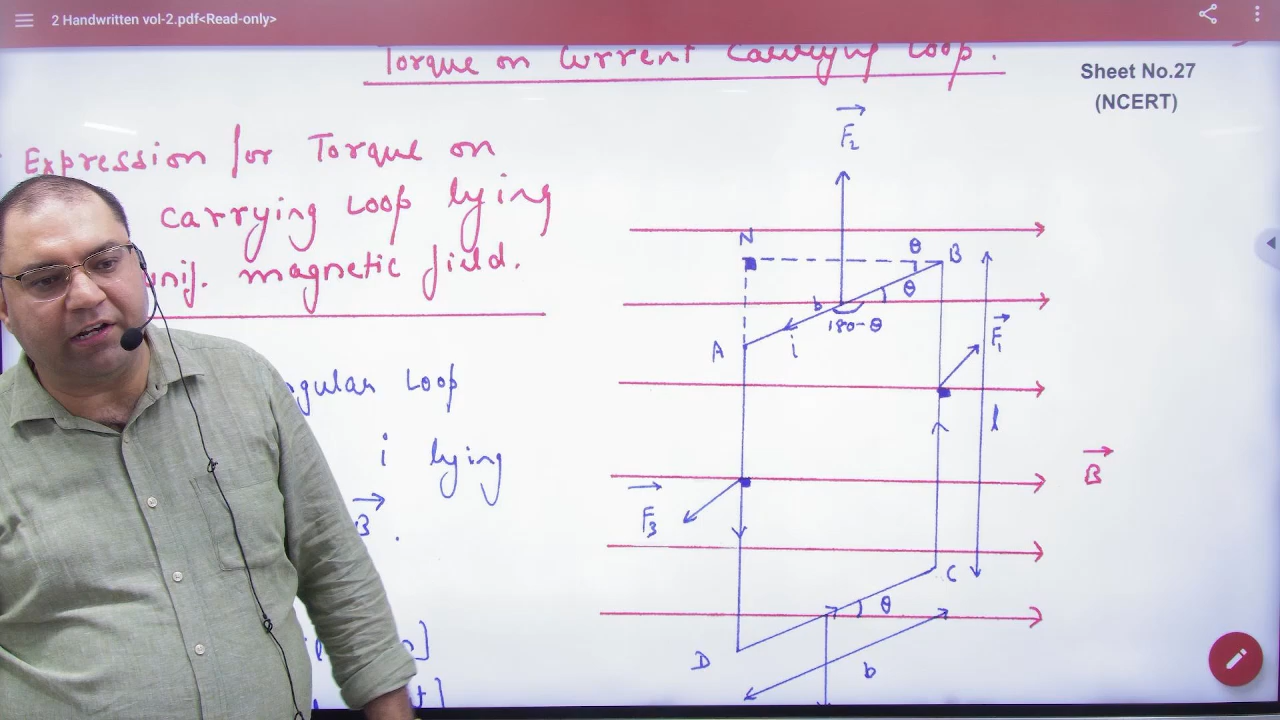 2 Handwritten vol-2.pdf<Read-only>
Torque on Current Carrying Loop.
Sheet No.27
(NCERT)
Expression for Torque on
carrying Loop lying
unif. magnetic field.
ngular Loop
i lying
B .
F₂
N
θ
B
θ
b
180-θ
A
i
F₁
l
B
F₃
C
θ
D
b